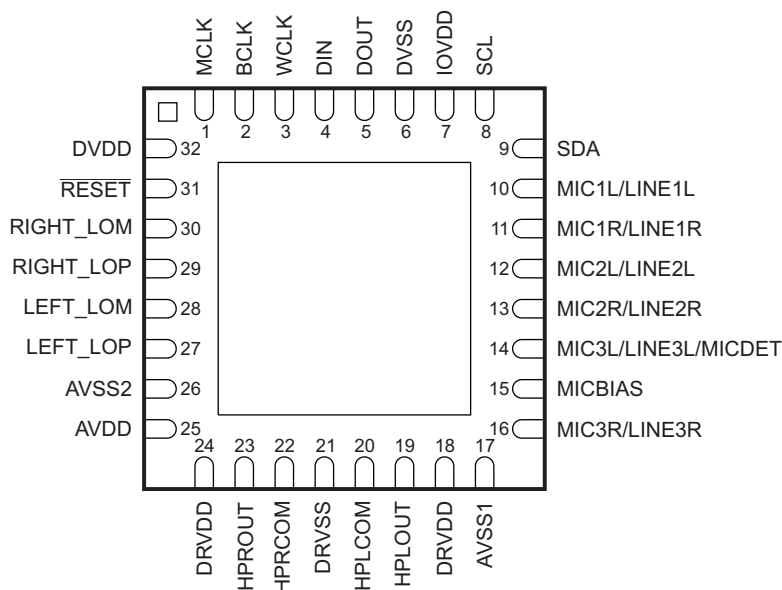 MCLK
BCLK
WCLK
DIN
DOUT
DVSS
IOVDD
SCL
1
2
3
4
5
6
7
8
DVDD 32
RESET 31
RIGHT_LOM 30
RIGHT_LOP 29
LEFT_LOM 28
LEFT_LOP 27
AVSS2 26
AVDD 25
9 SDA
10 MIC1L/LINE1L
11 MIC1R/LINE1R
12 MIC2L/LINE2L
13 MIC2R/LINE2R
14 MIC3L/LINE3L/MICDET
15 MICBIAS
16 MIC3R/LINE3R
24
23
22
21
20
19
18
17
DRVDD
HPROUT
HPRCOM
DRVSS
HPLCOM
HPLOUT
DRVDD
AVSS1